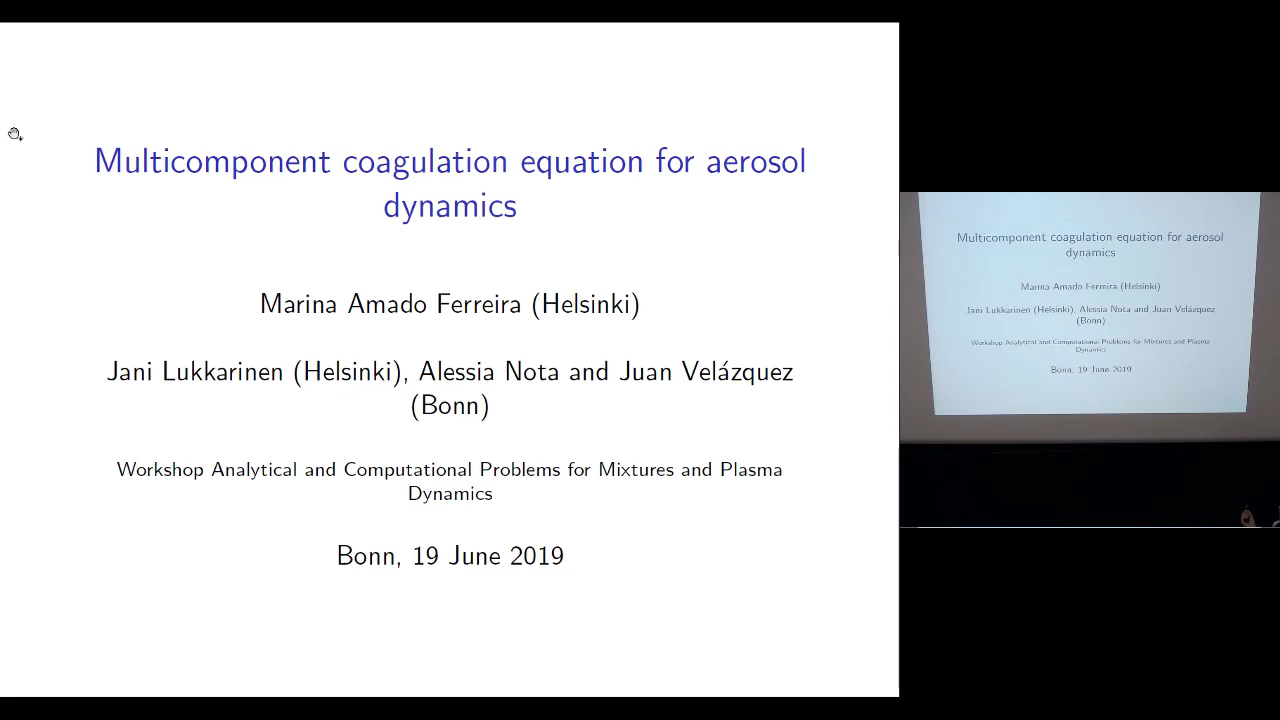 Multicomponent coagulation equation for aerosol
dynamics
Marina Amado Ferreira (Helsinki)
Jani Lukkarinen (Helsinki), Alessia Nota and Juan Velázquez
(Bonn)
Workshop Analytical and Computational Problems for Mixtures and Plasma
Dynamics
Bonn, 19 June 2019
Multicomponent coagulation equation for aerosol
dynamics
Marina Amado Ferreira (Helsinki)
Jani Lukkarinen (Helsinki), Alessia Nota and Juan Velázquez
(Bonn)
Workshop Analytical and Computational Problems for Mixtures and Plasma
Dynamics
Bonn, 19 June 2019